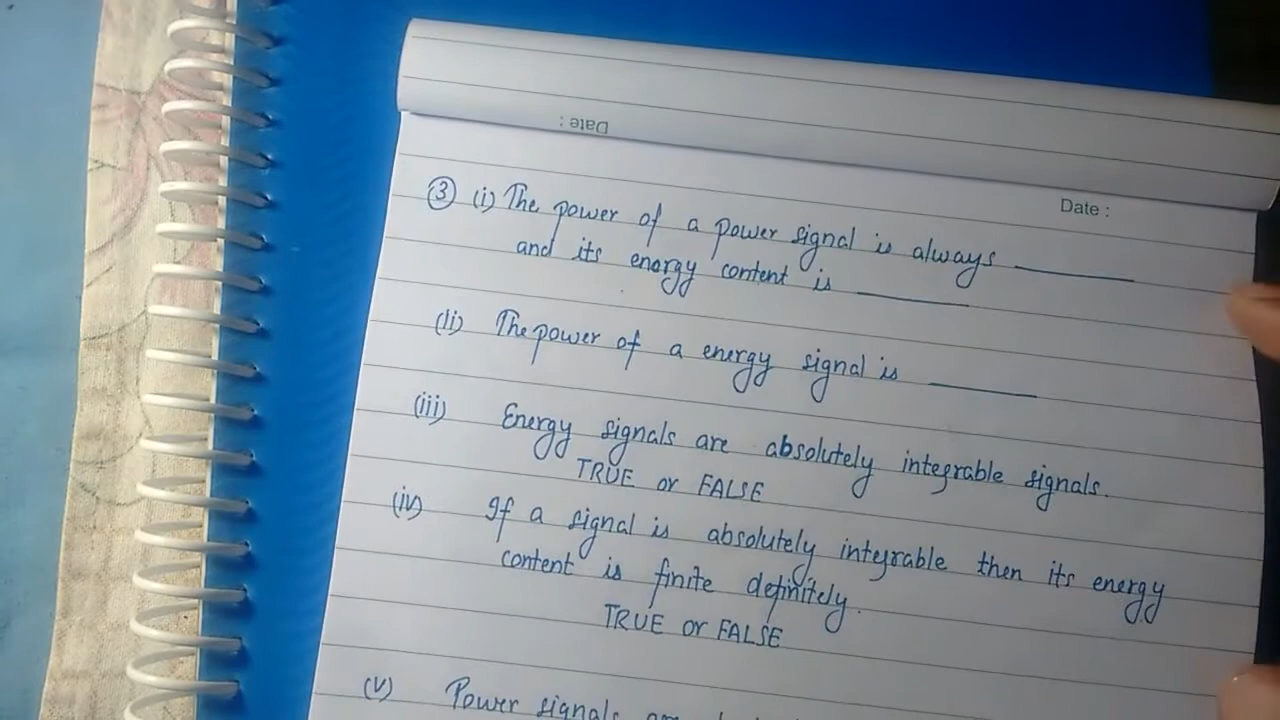 Date :
Date :
③ (i) The power of a power signal is always ______
and its energy content is ______
(ii) The power of a energy signal is ______
(iii) Energy signals are absolutely integrable signals.
TRUE or FALSE
(iv) If a signal is absolutely integrable then its energy
content is finite definitely.
TRUE or FALSE
(v) Power signals are